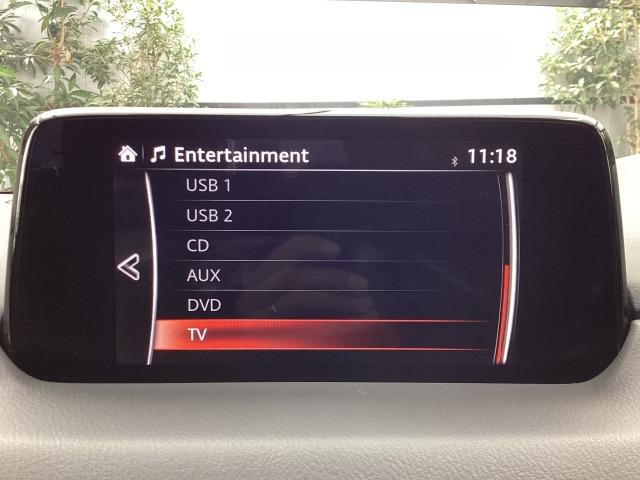 Entertainment 11:18
USB 1
USB 2
CD
AUX
DVD
TV